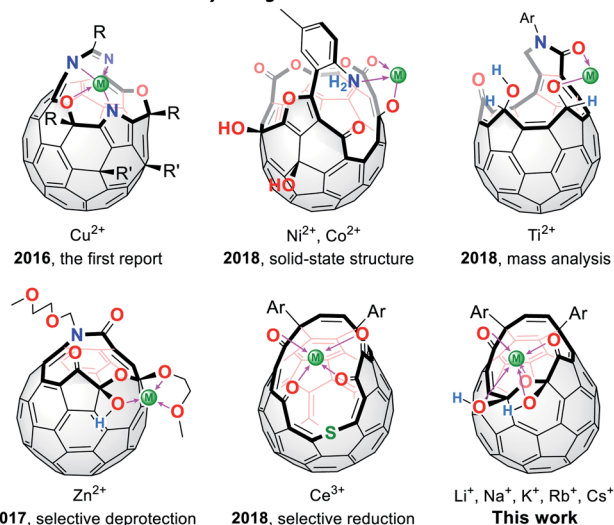 R
N
N
M
O
O
N
R
R
R'
R'
Cu²⁺
2016, the first report
O
O
O
O
H₂N
M
O
O
O
HO
HO
Ni²⁺, Co²⁺
2018, solid-state structure
Ar
N
O
M
H
O
O
O
H
H
Ti²⁺
2018, mass analysis
O
O
N
O
O
O
O
O
M
O
H
Zn²⁺
017, selective deprotection
Ar
Ar
O
O
M
O
O
S
Ce³⁺
2018, selective reduction
Ar
Ar
O
O
M
O
H
O
H
O
Li⁺, Na⁺, K⁺, Rb⁺, Cs⁺
This work